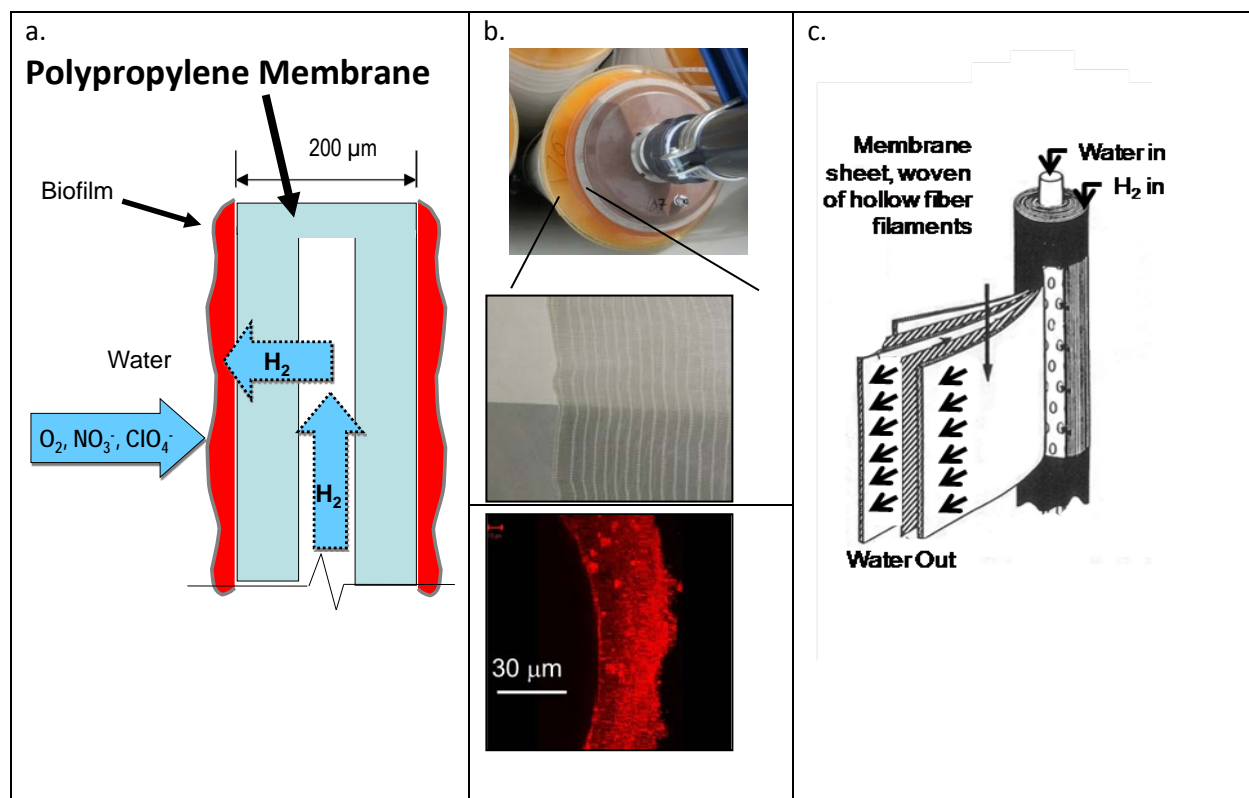 a.
Polypropylene Membrane
200 µm
Biofilm
H₂
Water
O₂, NO₃⁻, ClO₄⁻
H₂
b.
30 µm
c.
Membrane
sheet, woven
of hollow fiber
filaments
Water in
H₂ in
Water Out